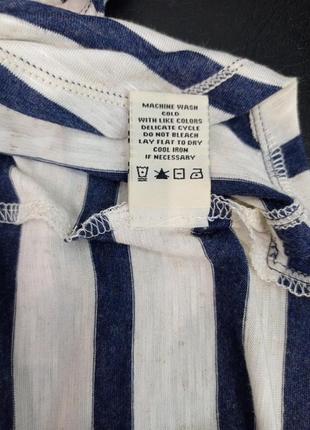 MACHINE WASH
COLD
WITH LIKE COLORS
DELICATE CYCLE
DO NOT BLEACH
LAY FLAT TO DRY
COOL IRON
IF NECESSARY